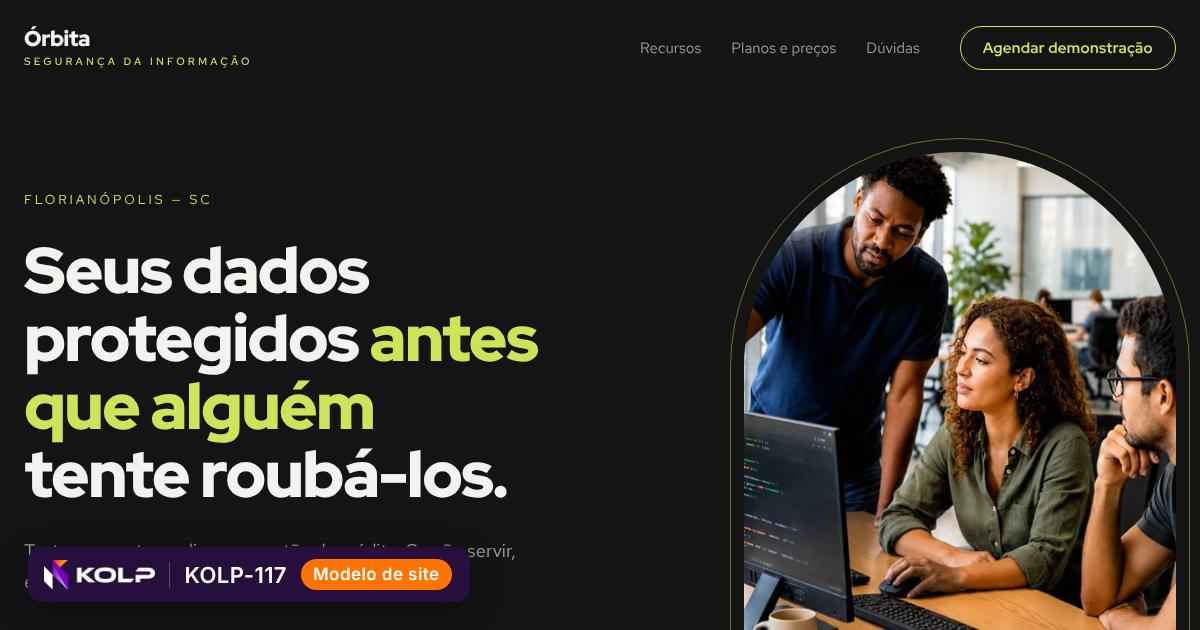 Órbita
SEGURANÇA DA INFORMAÇÃO
Recursos
Planos e preços
Dúvidas
Agendar demonstração
FLORIANÓPOLIS — SC
Seus dados
protegidos antes
que alguém
tente roubá-los.
servir,
KOLP
KOLP-117
Modelo de site